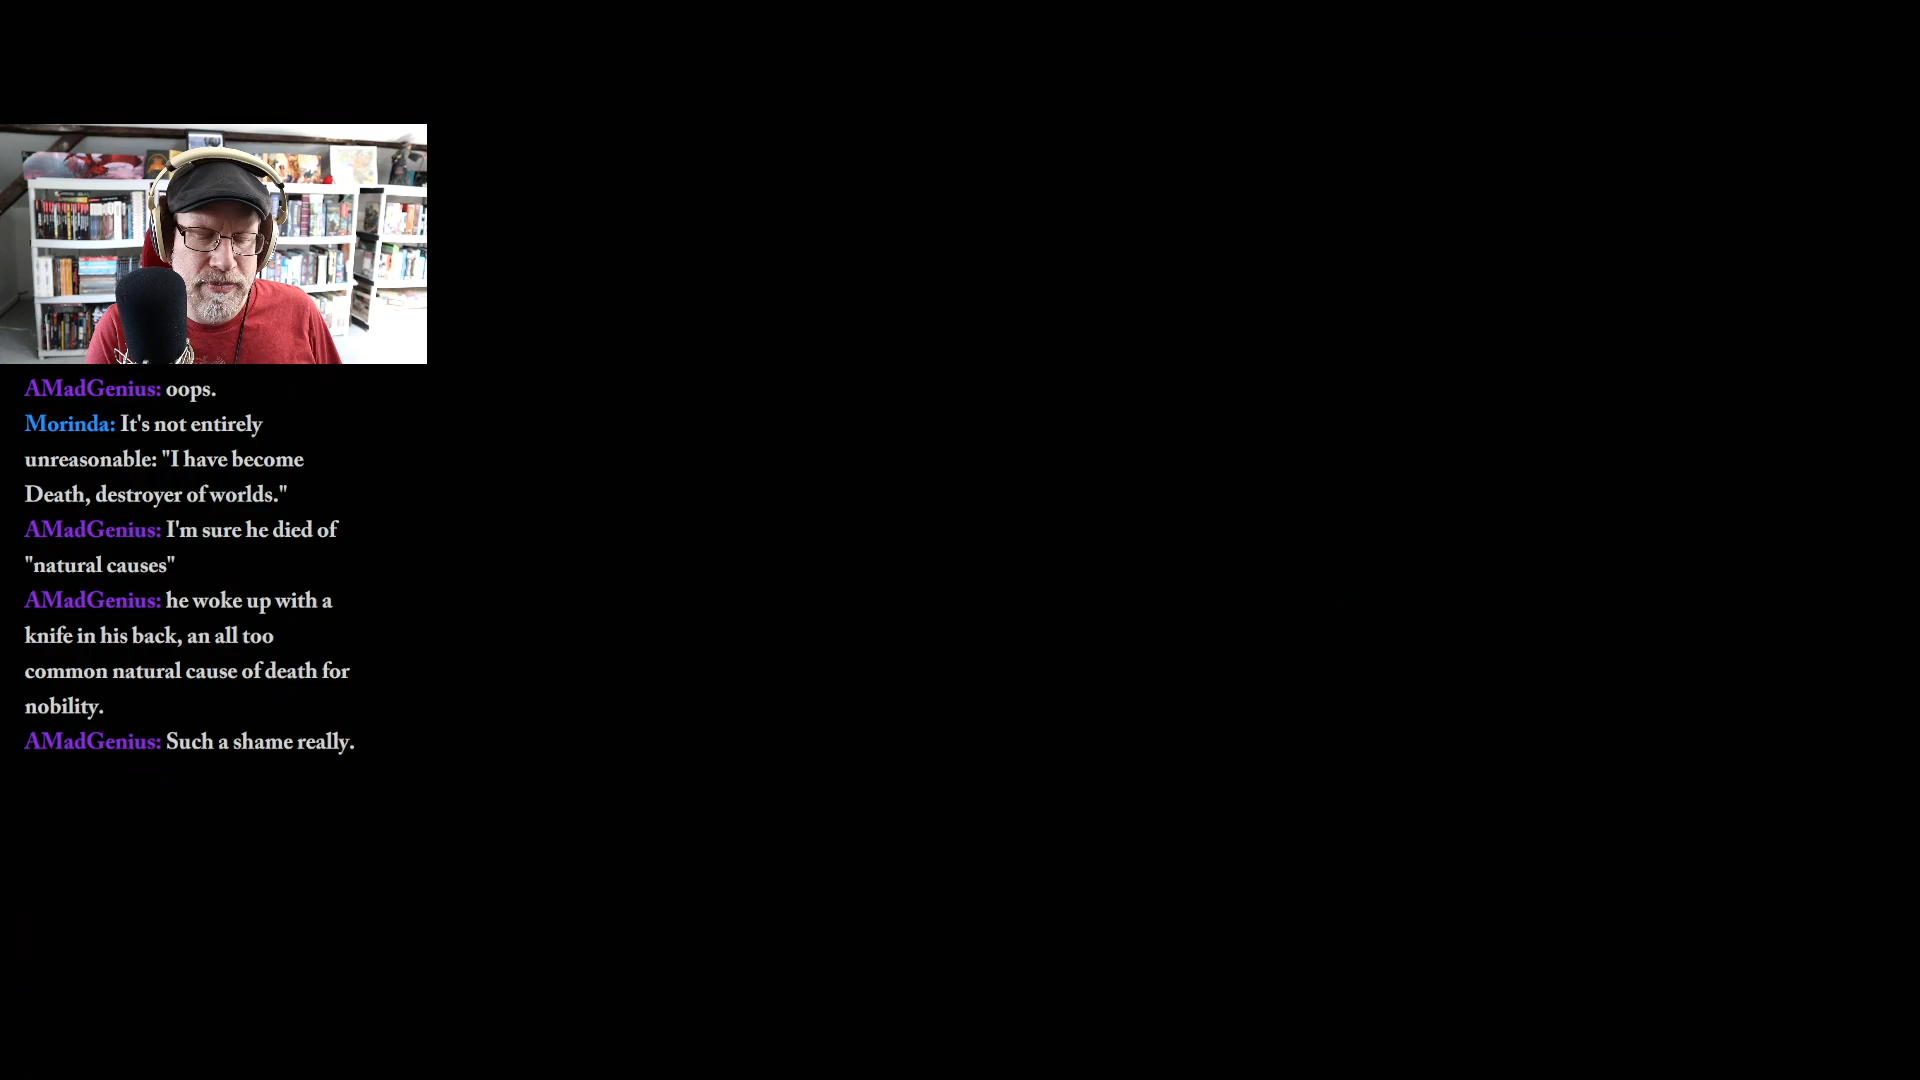 AMadGenius: oops.
Morinda: It's not entirely
unreasonable: "I have become
Death, destroyer of worlds."
AMadGenius: I'm sure he died of
"natural causes"
AMadGenius: he woke up with a
knife in his back, an all too
common natural cause of death for
nobility.
AMadGenius: Such a shame really.